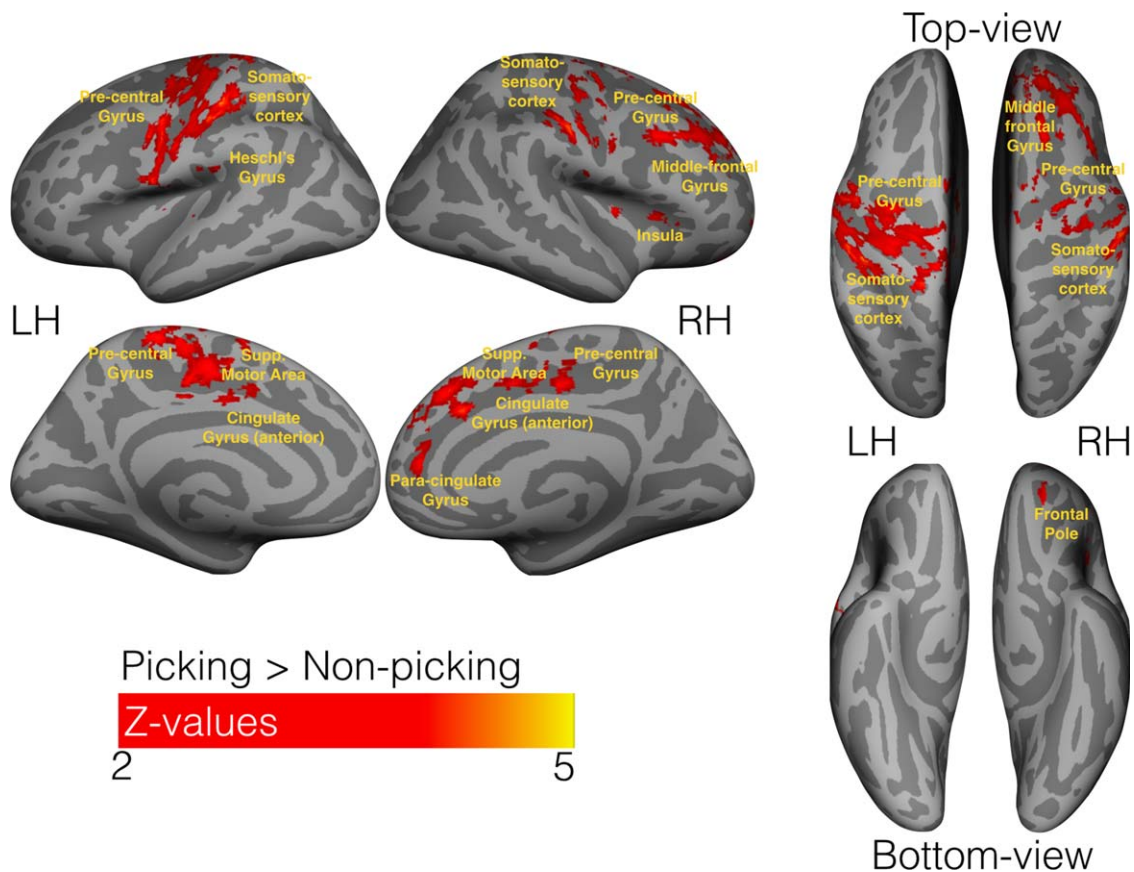 Top-view
Somato-
sensory
cortex
Pre-central
Gyrus
Heschl's
Gyrus
Somato-
sensory
cortex
Pre-central
Gyrus
Middle-frontal
Gyrus
Insula
Middle
frontal
Gyrus
Pre-central
Gyrus
Pre-central
Gyrus
Somato-
sensory
cortex
Somato-
sensory
cortex
LH
RH
Pre-central
Gyrus
Supp.
Motor Area
Cingulate
Gyrus (anterior)
Supp.
Motor Area
Pre-central
Gyrus
Cingulate
Gyrus (anterior)
Para-cingulate
Gyrus
LH
RH
Frontal
Pole
Picking > Non-picking
Z-values
2
5
Bottom-view